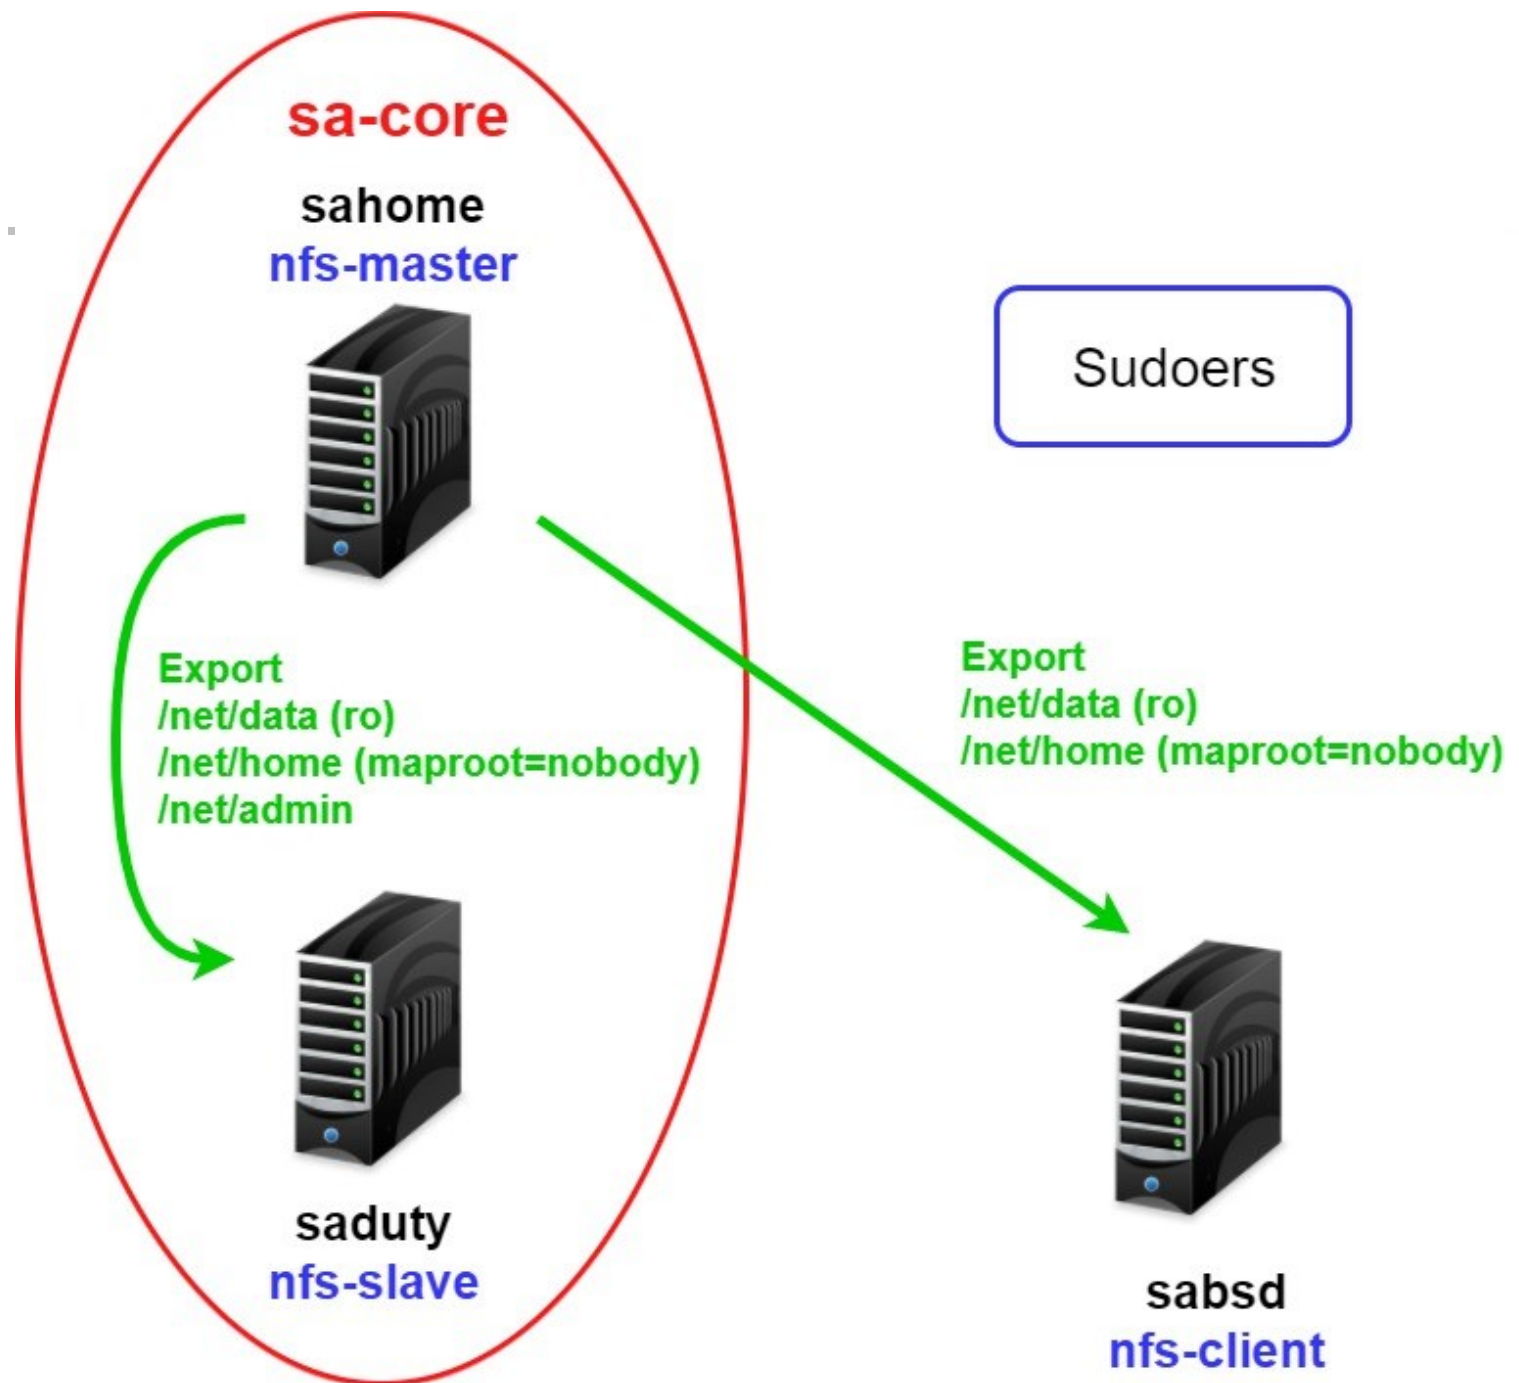 sa-core
sahome
nfs-master
Sudoers
Export
/net/data (ro)
/net/home (maproot=nobody)
/net/admin
Export
/net/data (ro)
/net/home (maproot=nobody)
saduty
nfs-slave
sabsd
nfs-client